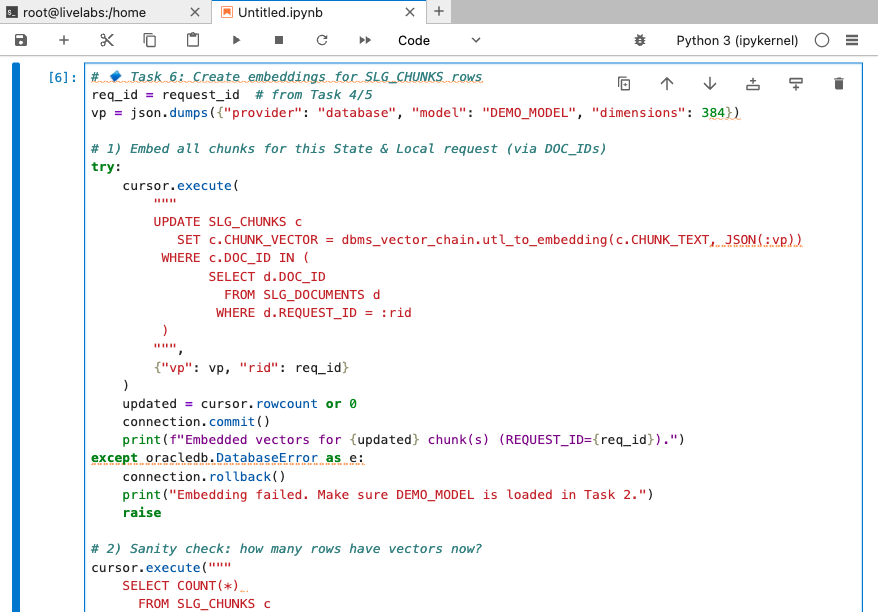 root@livelabs:/home
Untitled.ipynb
Code
Python 3 (ipykernel)
[6]:
# 🔹 Task 6: Create embeddings for SLG_CHUNKS rows
req_id = request_id  # from Task 4/5
vp = json.dumps({"provider": "database", "model": "DEMO_MODEL", "dimensions": 384})

# 1) Embed all chunks for this State & Local request (via DOC_IDs)
try:
    cursor.execute(
        """
        UPDATE SLG_CHUNKS c
           SET c.CHUNK_VECTOR = dbms_vector_chain.utl_to_embedding(c.CHUNK_TEXT, JSON(:vp))
         WHERE c.DOC_ID IN (
               SELECT d.DOC_ID
                 FROM SLG_DOCUMENTS d
                WHERE d.REQUEST_ID = :rid
         )
        """,
        {"vp": vp, "rid": req_id}
    )
    updated = cursor.rowcount or 0
    connection.commit()
    print(f"Embedded vectors for {updated} chunk(s) (REQUEST_ID={req_id}).")
except oracledb.DatabaseError as e:
    connection.rollback()
    print("Embedding failed. Make sure DEMO_MODEL is loaded in Task 2.")
    raise

# 2) Sanity check: how many rows have vectors now?
cursor.execute("""
    SELECT COUNT(*)
      FROM SLG_CHUNKS c